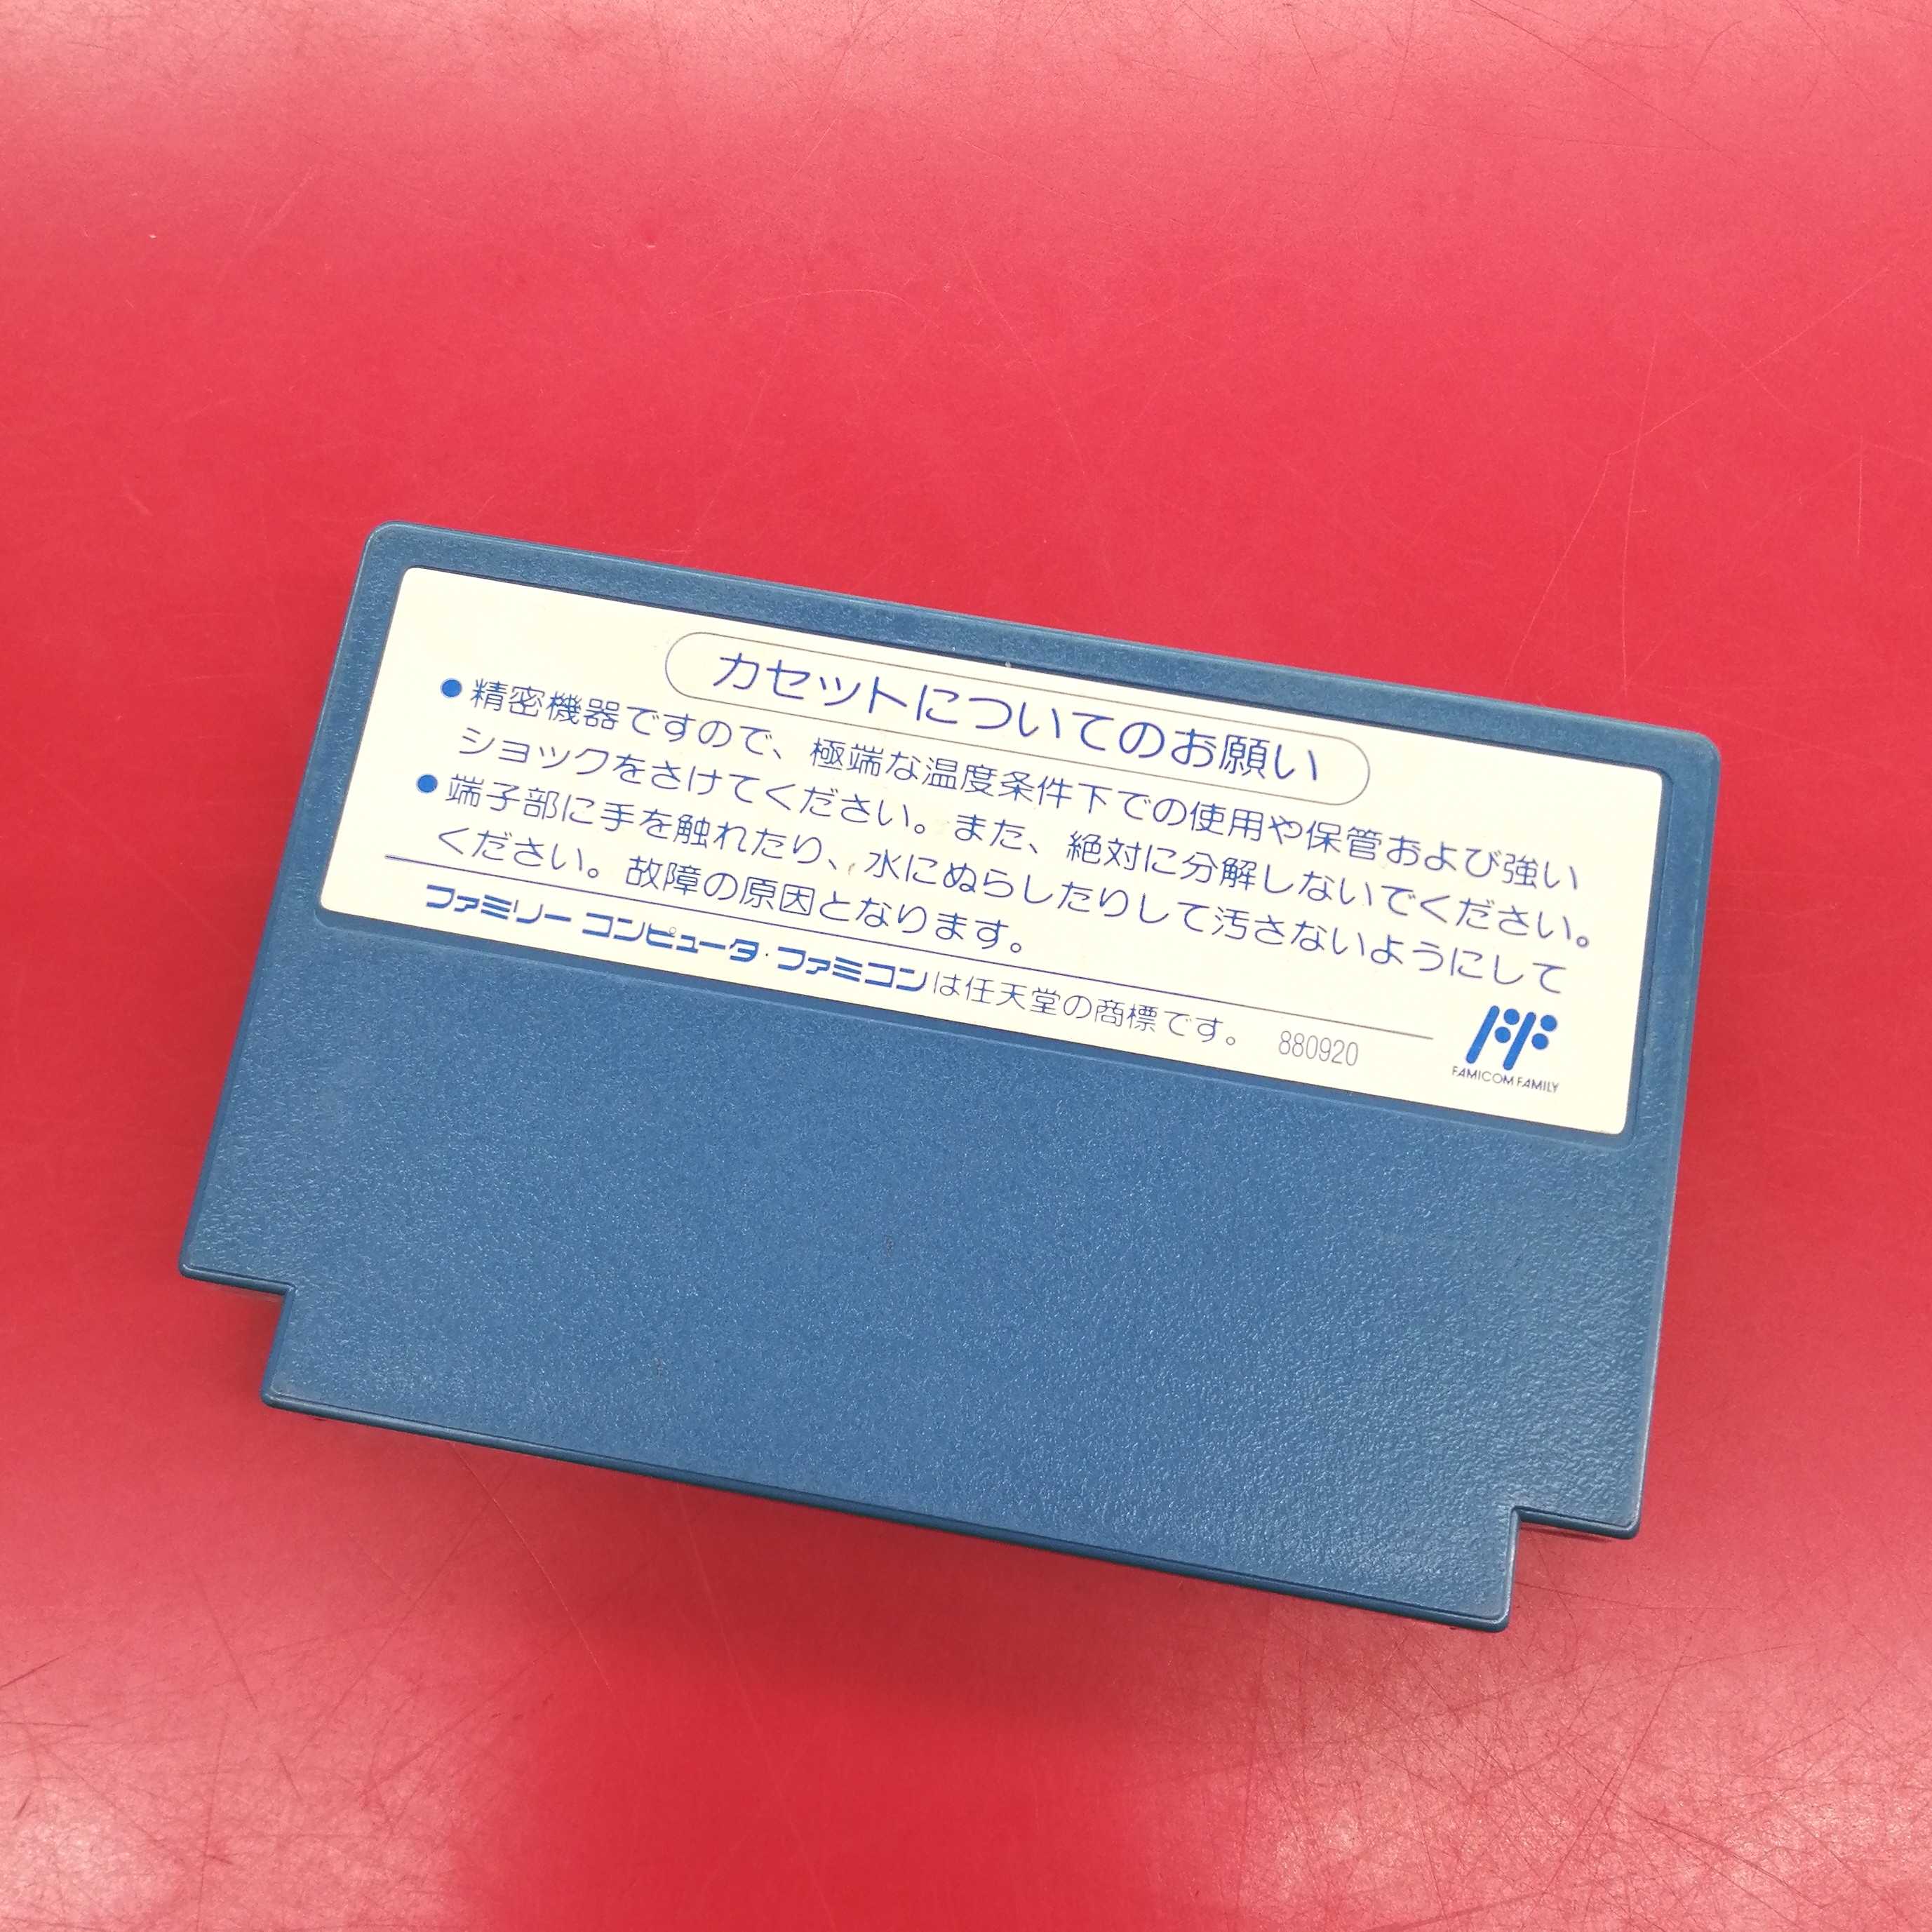 カセットについてのお願い
●精密機器ですので、極端な温度条件下での使用や保管および強い
ショックをさけてください。また、絶対に分解しないでください。
●端子部に手を触れたり、水にぬらしたりして汚さないようにして
ください。故障の原因となります。
ファミリー コンピュータ・ファミコンは任天堂の商標です。 880920
FF
FAMICOM FAMILY